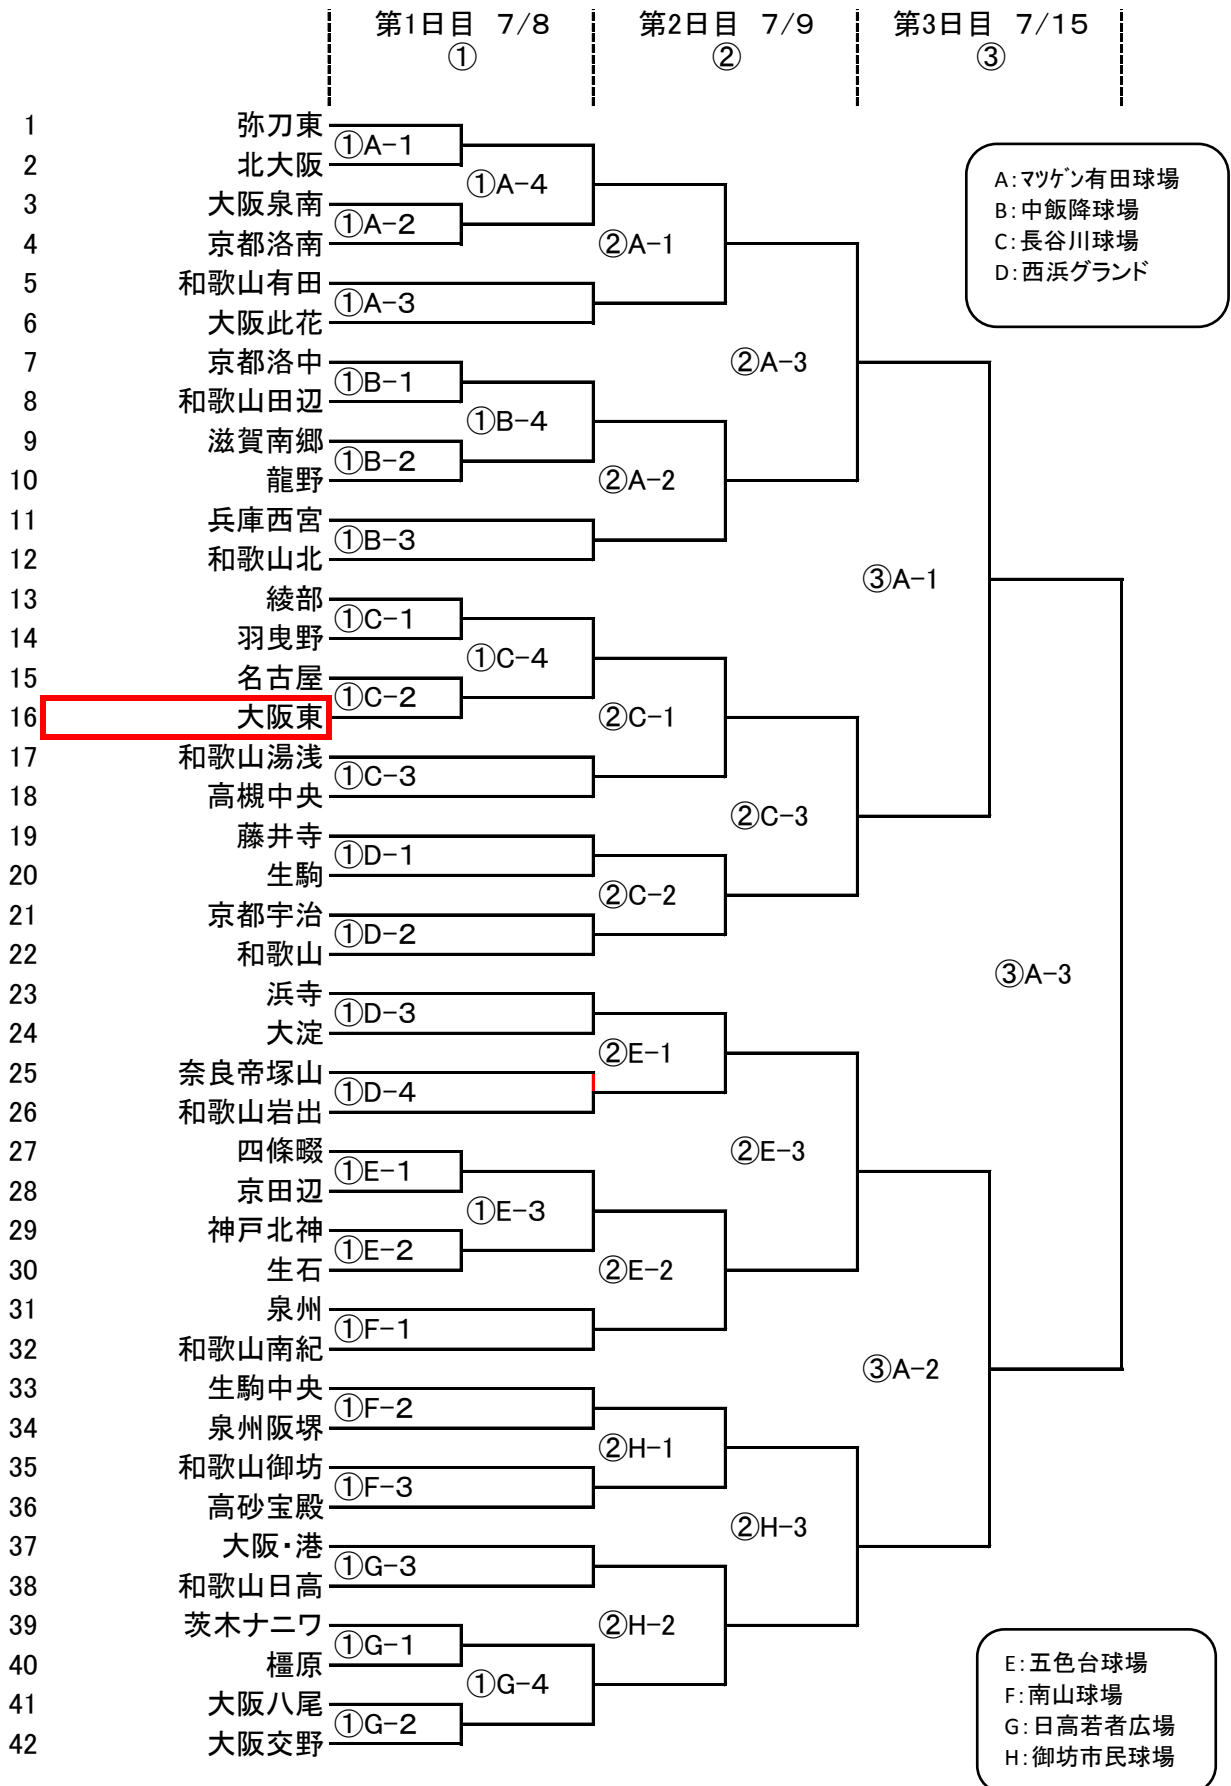 第1日目 7/8 第2日目 7/9 第3日目 7/15
① ② ③
1 弥刀東
①A-1
2 北大阪
①A-4
3 大阪泉南
①A-2
4 京都洛南
②A-1
5 和歌山有田
①A-3
6 大阪此花
7 京都洛中
②A-3
①B-1
8 和歌山田辺
①B-4
9 滋賀南郷
①B-2
10 龍野
②A-2
11 兵庫西宮
①B-3
12 和歌山北
③A-1
13 綾部
①C-1
14 羽曳野
①C-4
15 名古屋
①C-2
16 大阪東
②C-1
17 和歌山湯浅
①C-3
18 高槻中央
②C-3
19 藤井寺
①D-1
20 生駒
②C-2
21 京都宇治
①D-2
22 和歌山
③A-3
23 浜寺
①D-3
24 大淀
②E-1
25 奈良帝塚山
①D-4
26 和歌山岩出
27 四條畷
②E-3
①E-1
28 京田辺
①E-3
29 神戸北神
①E-2
30 生石
②E-2
31 泉州
①F-1
32 和歌山南紀
③A-2
33 生駒中央
①F-2
34 泉州阪堺
②H-1
35 和歌山御坊
①F-3
36 高砂宝殿
②H-3
37 大阪・港
①G-3
38 和歌山日高
39 茨木ナニワ
②H-2
①G-1
40 橿原
①G-4
41 大阪八尾
①G-2
42 大阪交野
A:マツゲン有田球場
B:中飯降球場
C:長谷川球場
D:西浜グランド
E:五色台球場
F:南山球場
G:日高若者広場
H:御坊市民球場